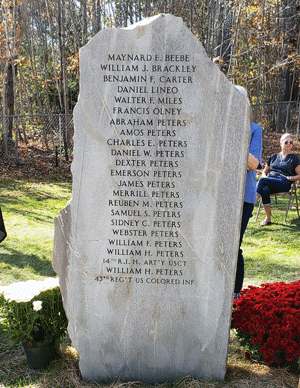 MAYNARD E. BEEBE
WILLIAM J. BRACKLEY
BENJAMIN F. CARTER
DANIEL LINEO
WALTER F. MILES
FRANCIS OLNEY
ABRAHAM PETERS
AMOS PETERS
CHARLES E. PETERS
DANIEL W. PETERS
DEXTER PETERS
EMERSON PETERS
JAMES PETERS
MERRILL PETERS
REUBEN M. PETERS
SAMUEL S. PETERS
SIDNEY C. PETERS
WEBSTER PETERS
WILLIAM F. PETERS
WILLIAM H. PETERS
14TH R.I. H. ART'Y USCT
WILLIAM H. PETERS
43RD REG'T US COLORED INF